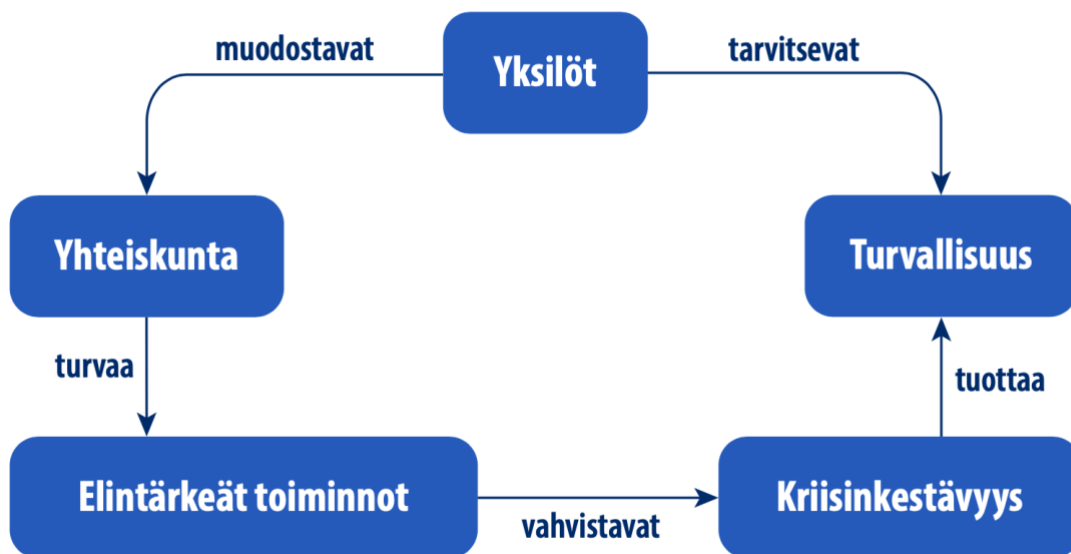 muodostavat
Yksilöt
tarvitsevat
Yhteiskunta
Turvallisuus
turvaa
tuottaa
Elintärkeät toiminnot
vahvistavat
Kriisinkestävyys